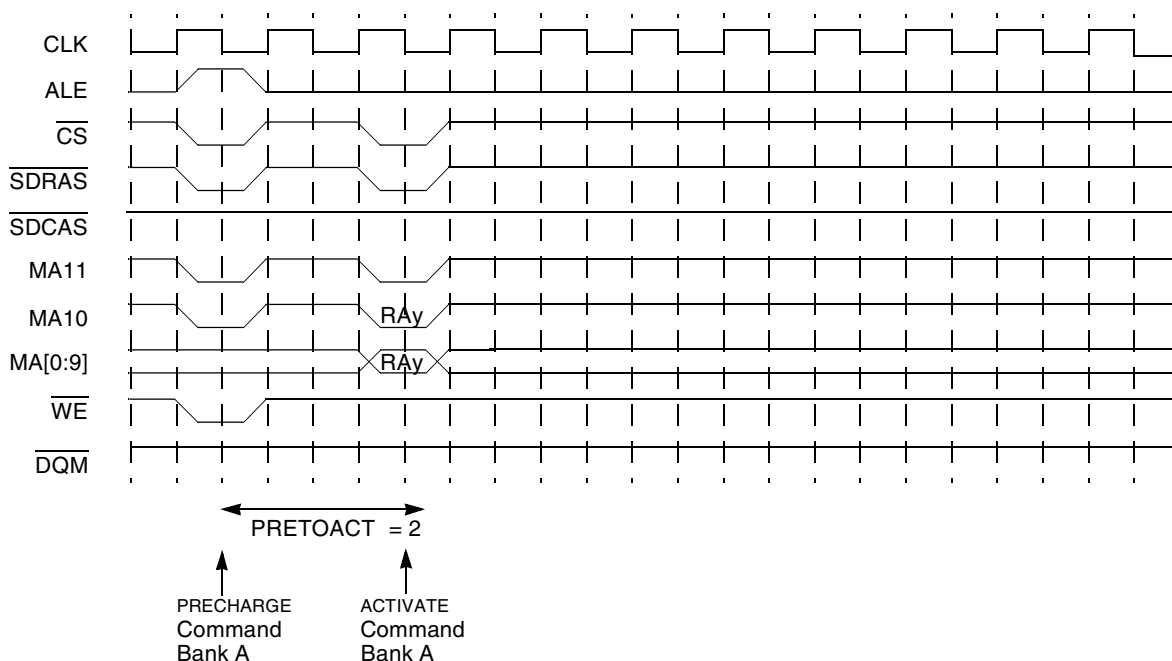 CLK
ALE
CS
SDRAS
SDCAS
MA11
MA10
RAy
MA[0:9]
RAy
WE
DQM
PRETOACT = 2
PRECHARGE
Command
Bank A
ACTIVATE
Command
Bank A